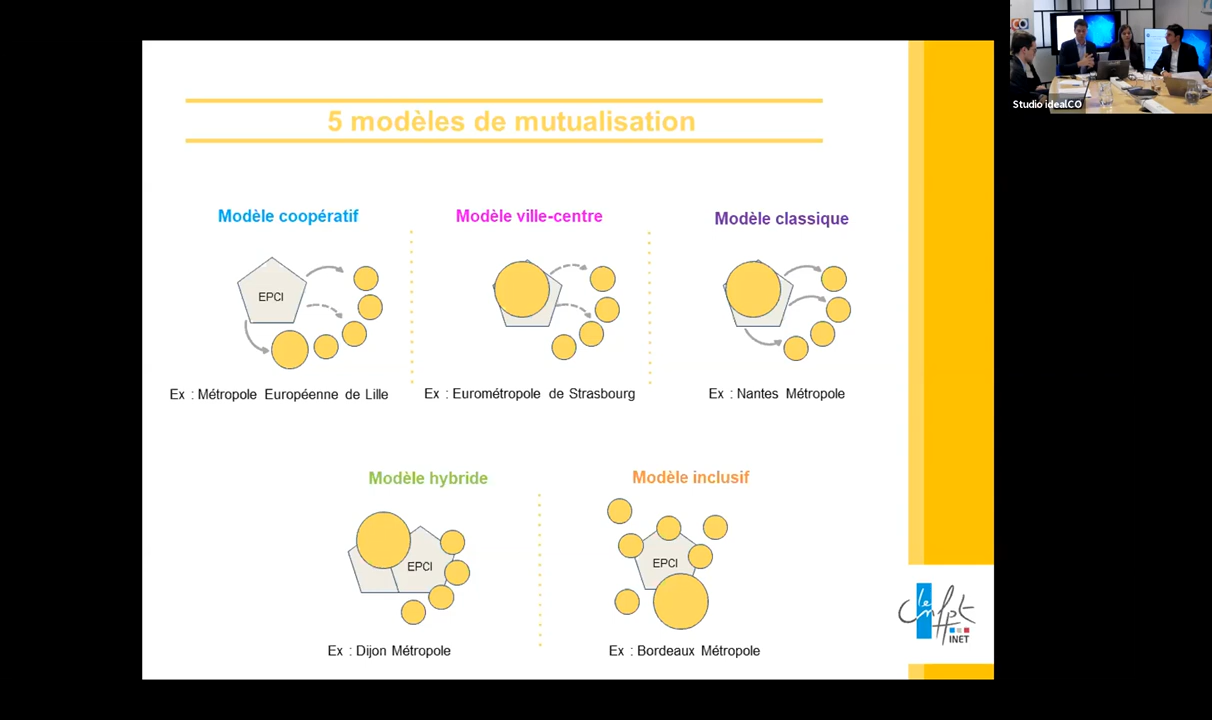 Studio idealCO
5 modèles de mutualisation
Modèle coopératif
Modèle ville-centre
Modèle classique
EPCI
Ex : Métropole Européenne de Lille
Ex : Eurométropole de Strasbourg
Ex : Nantes Métropole
Modèle hybride
Modèle inclusif
EPCI
EPCI
Ex : Dijon Métropole
Ex : Bordeaux Métropole
le
cnfpt
INET